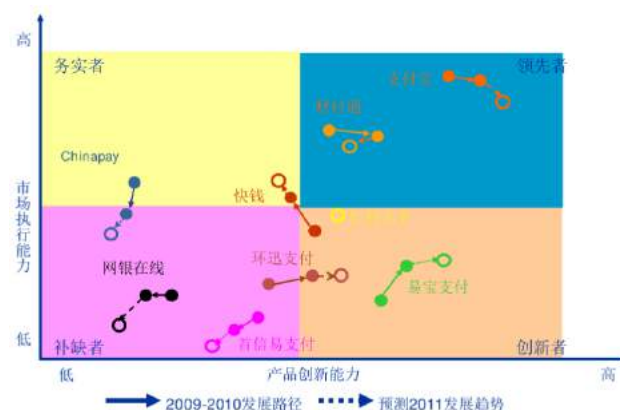 高
务实者
领先者
支付宝
财付通
Chinapay
快钱
市场执行能力
环迅支付
网银在线
易宝支付
首信易支付
低
补缺者
创新者
低
产品创新能力
高
2009-2010发展路径
预测2011发展趋势